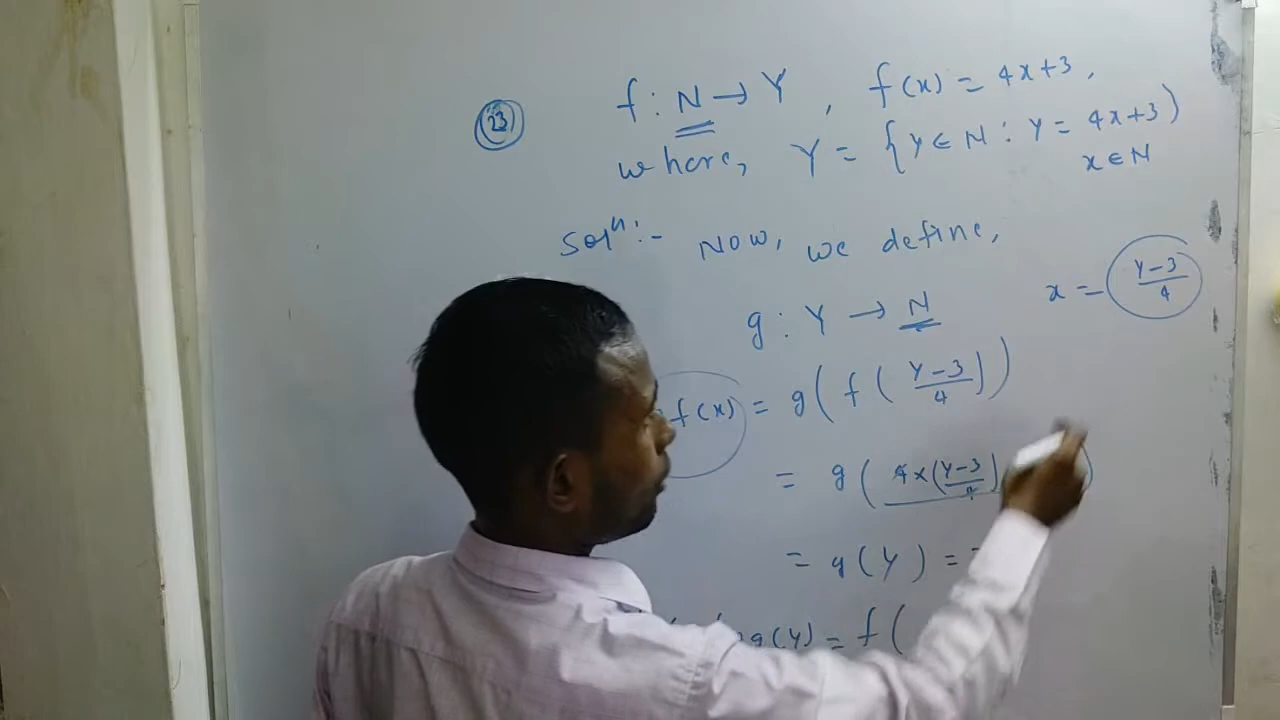 23
f : N → Y , f(x) = 4x+3 ,
where, Y = {y ∈ N : Y = 4x+3)
x ∈ N
Solⁿ:- Now, we define,
x = Y-3/4
g : Y → N
f(x) = g( f ( Y-3/4 ) )
= g ( 4×(Y-3/4)
= g(Y) =
g(Y) = f (